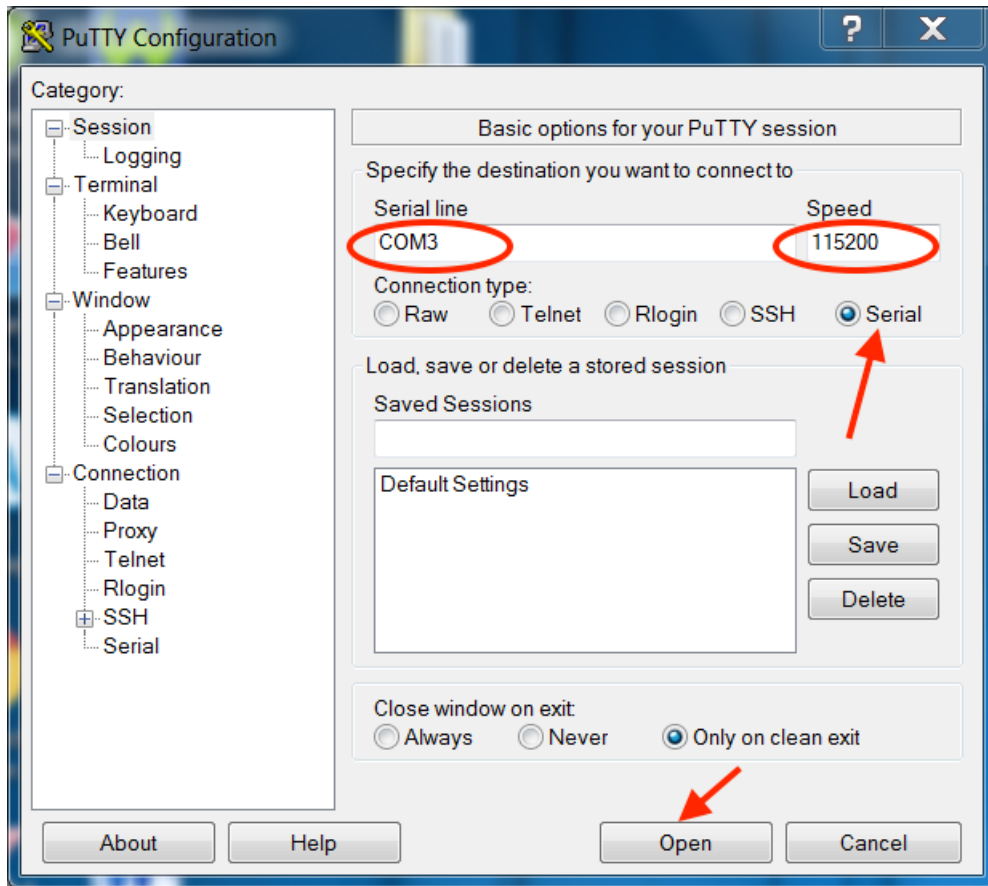 PuTTY Configuration
?
X
Category:
Session
Logging
Terminal
Keyboard
Bell
Features
Window
Appearance
Behaviour
Translation
Selection
Colours
Connection
Data
Proxy
Telnet
Rlogin
SSH
Serial
Basic options for your PuTTY session
Specify the destination you want to connect to
Serial line Speed
COM3 115200
Connection type:
Raw Telnet Rlogin SSH Serial
Load, save or delete a stored session
Saved Sessions
Default Settings
Load
Save
Delete
Close window on exit:
Always Never Only on clean exit
About Help Open Cancel